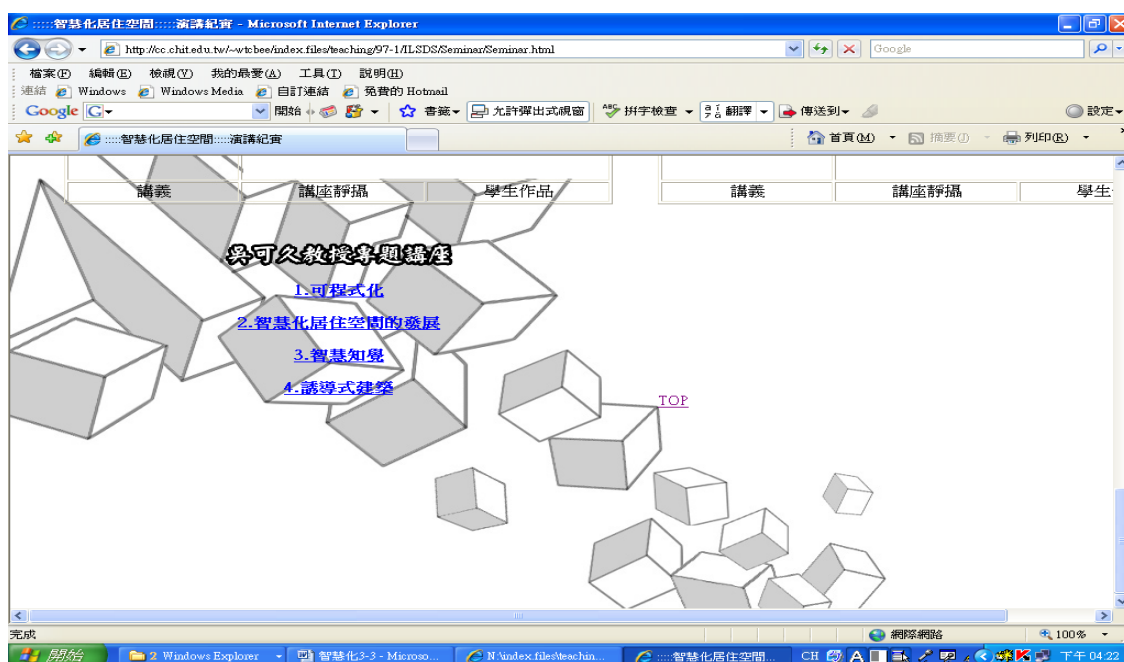 :::::智慧化居住空間:::::演講紀實 - Microsoft Internet Explorer
http://cc.chit.edu.tw/~wtcbee/index.files/teaching/97-1/ILSDS/Seminar/Seminar.html
Google
檔案(F) 編輯(E) 檢視(V) 我的最愛(A) 工具(T) 說明(H)
連結 Windows Windows Media 自訂連結 免費的 Hotmail
Google 開始 書籤 允許彈出式視窗 拼字檢查 翻譯 傳送到 設定
:::::智慧化居住空間:::::演講紀實 首頁(M) 摘要(J) 列印(R)
講義 講座靜攝 學生作品 講義 講座靜攝 學生
吳可久教授專題講座
1.可程式化
2.智慧化居住空間的發展
3.智慧知覺
4.誘導式建築
TOP
完成 網際網路 100%
開始 2 Windows Explorer 智慧化3-3 - Microso... N:\index.files\teachin... :::::智慧化居住空間... CH 下午 04:22